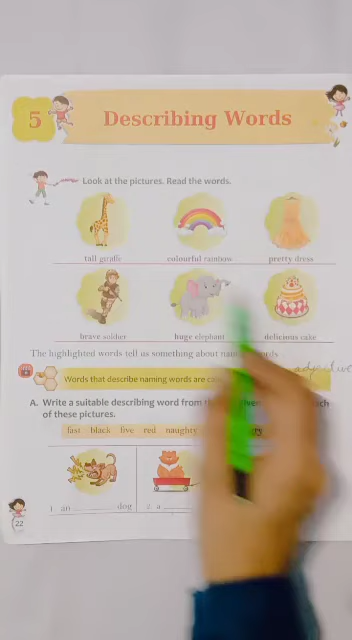 5 Describing Words
Look at the pictures. Read the words.
tall giraffe colourful rainbow pretty dress
brave soldier huge elephant delicious cake
The highlighted words tell us something about naming words
Words that describe naming words are adjective
A. Write a suitable describing word from the each
of these pictures.
fast black five red naughty
1. an dog 2. a
22